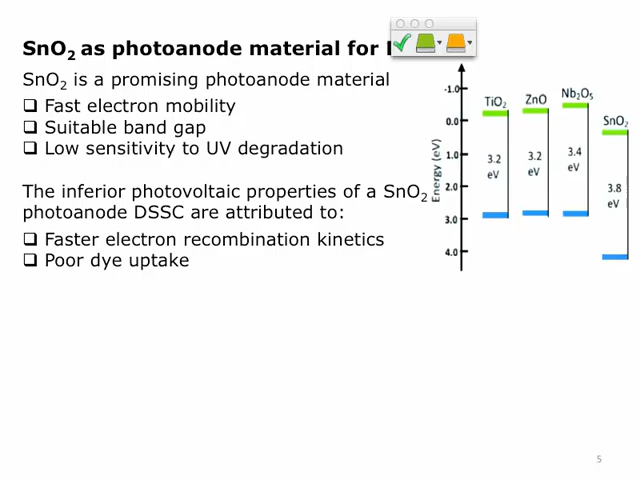 SnO2 as photoanode material for
SnO2 is a promising photoanode material
❑ Fast electron mobility
❑ Suitable band gap
❑ Low sensitivity to UV degradation
The inferior photovoltaic properties of a SnO2
photoanode DSSC are attributed to:
❑ Faster electron recombination kinetics
❑ Poor dye uptake
Energy (eV)
-1.0
0.0
1.0
2.0
3.0
4.0
TiO2
3.2
eV
ZnO
3.2
eV
Nb2O5
3.4
eV
SnO2
3.8
eV
5